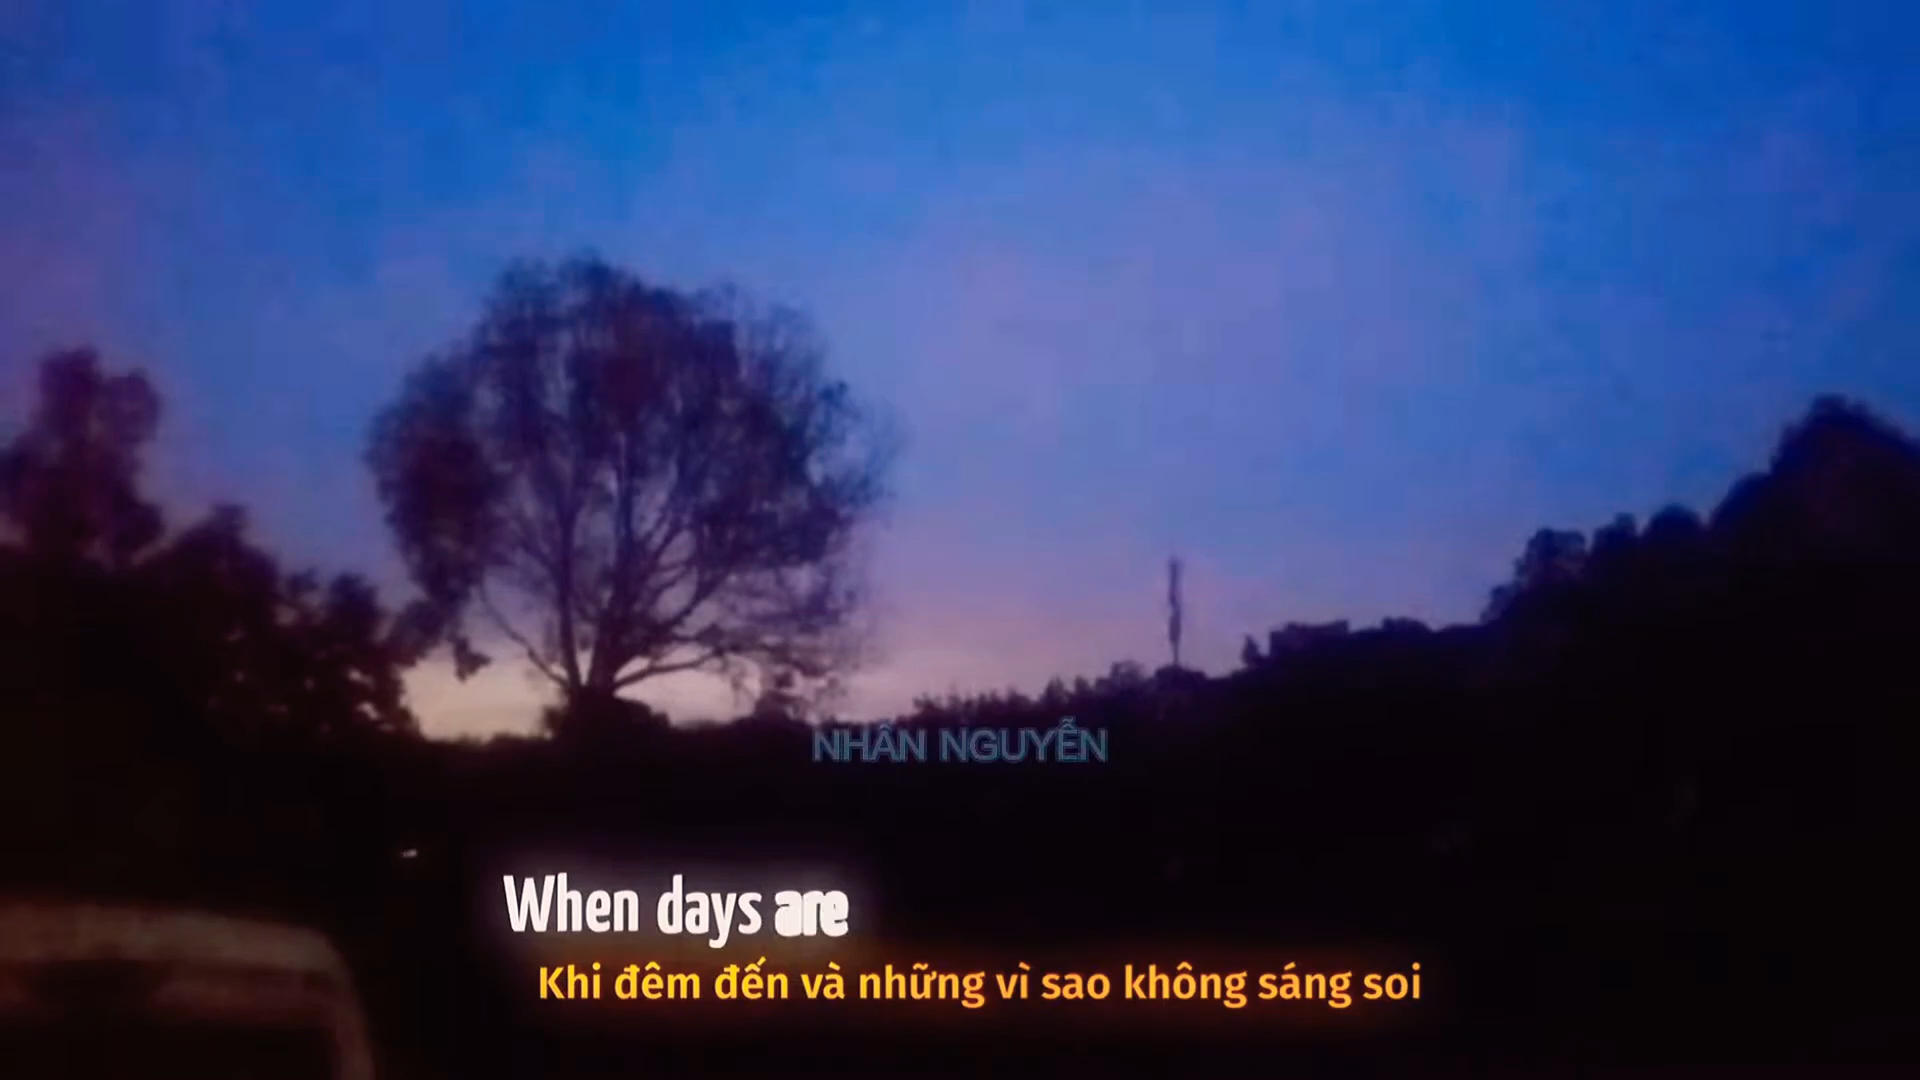 NHÂN NGUYỄN
When days are
Khi đêm đến và những vì sao không sáng soi